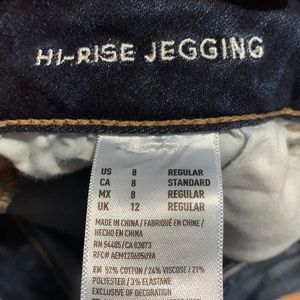 HI-RISE JEGGING
US 8 REGULAR
CA 8 STANDARD
MX 8 REGULAR
UK 12 REGULAR
MADE IN CHINA / FABRIQUÉ EN CHINE /
HECHO EN CHINA
RN 54485/CA 83873
EN 52% COTTON / 24% VISCOSE / 21%
POLYESTER / 3% ELASTANE
EXCLUSIVE OF DECORATION